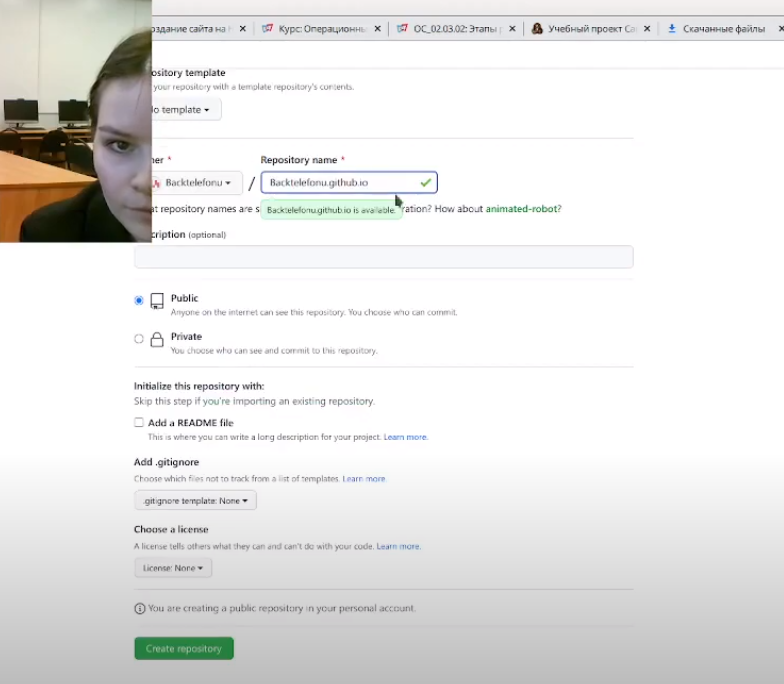 оздание сайта на
Курс: Операционн
ОС_02.03.02: Этапы
Учебный проект
Скачанные файлы
ository template
your repository with a template repository's contents.
o template
ner * Repository name *
Backtelefonu / Backtelefonu.github.io
at repository names are s ration? How about animated-robot?
Backtelefonu.github.io is available.
cription (optional)
Public
Anyone on the internet can see this repository. You choose who can commit.
Private
You choose who can see and commit to this repository.
Initialize this repository with:
Skip this step if you're importing an existing repository.
Add a README file
This is where you can write a long description for your project. Learn more.
Add .gitignore
Choose which files not to track from a list of templates. Learn more.
.gitignore template: None
Choose a license
A license tells others what they can and can't do with your code. Learn more.
License: None
You are creating a public repository in your personal account.
Create repository